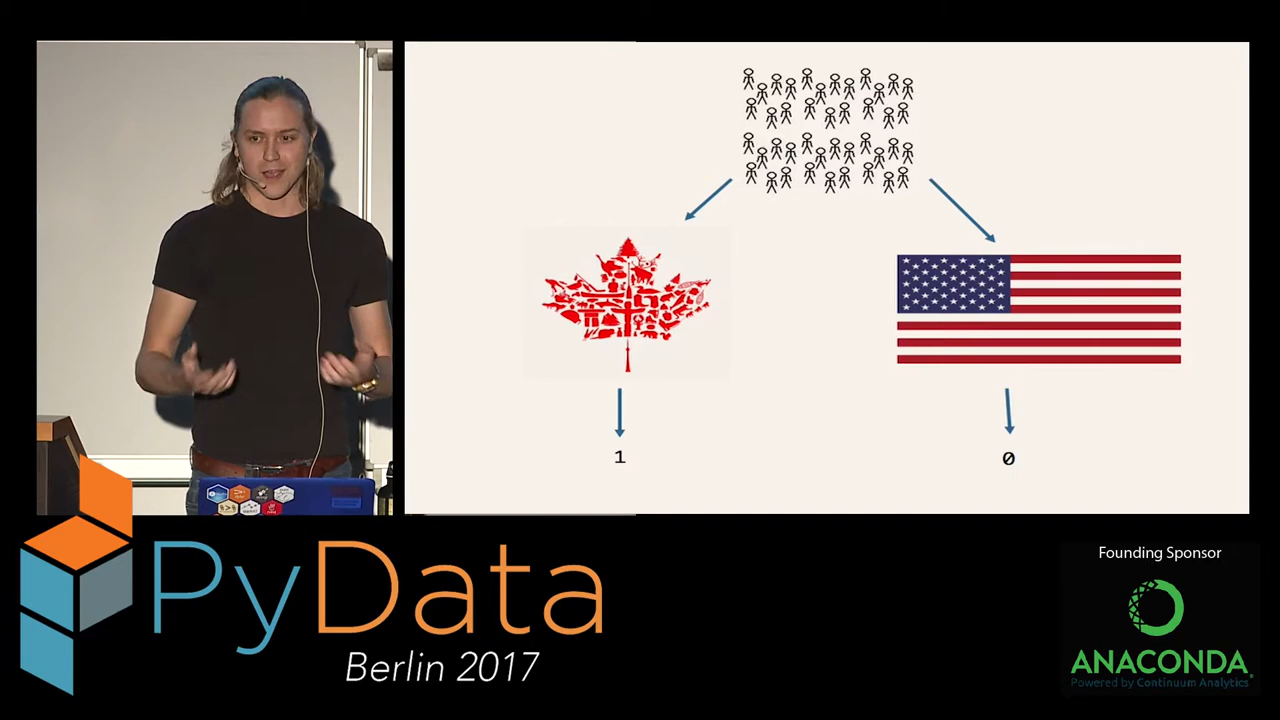 1
0
PyData
Berlin 2017
Founding Sponsor
ANACONDA
Powered by Continuum Analytics